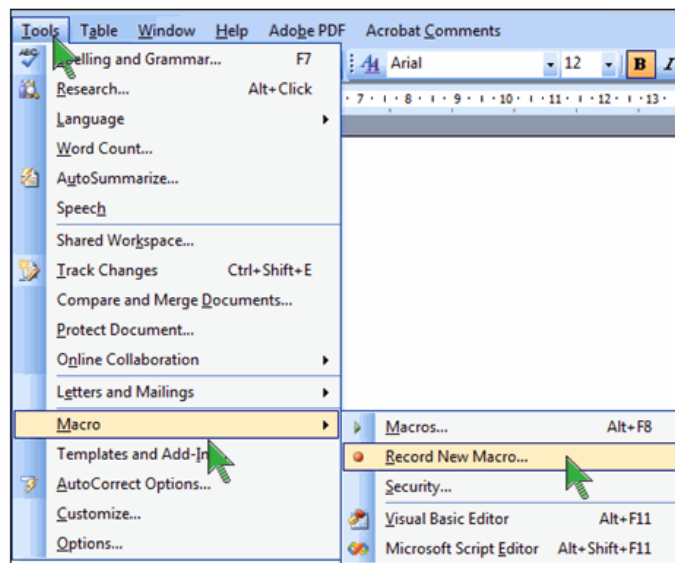 Tools Table Window Help Adobe PDF Acrobat Comments
elling and Grammar... F7
Arial 12 B I
Research... Alt+Click
7 · 8 · 9 · 10 · 11 · 12 · 13
Language
Word Count...
AutoSummarize...
Speech
Shared Workspace...
Track Changes Ctrl+Shift+E
Compare and Merge Documents...
Protect Document...
Online Collaboration
Letters and Mailings
Macro
Macros... Alt+F8
Templates and Add-In
Record New Macro...
AutoCorrect Options...
Security...
Customize...
Visual Basic Editor Alt+F11
Options...
Microsoft Script Editor Alt+Shift+F11